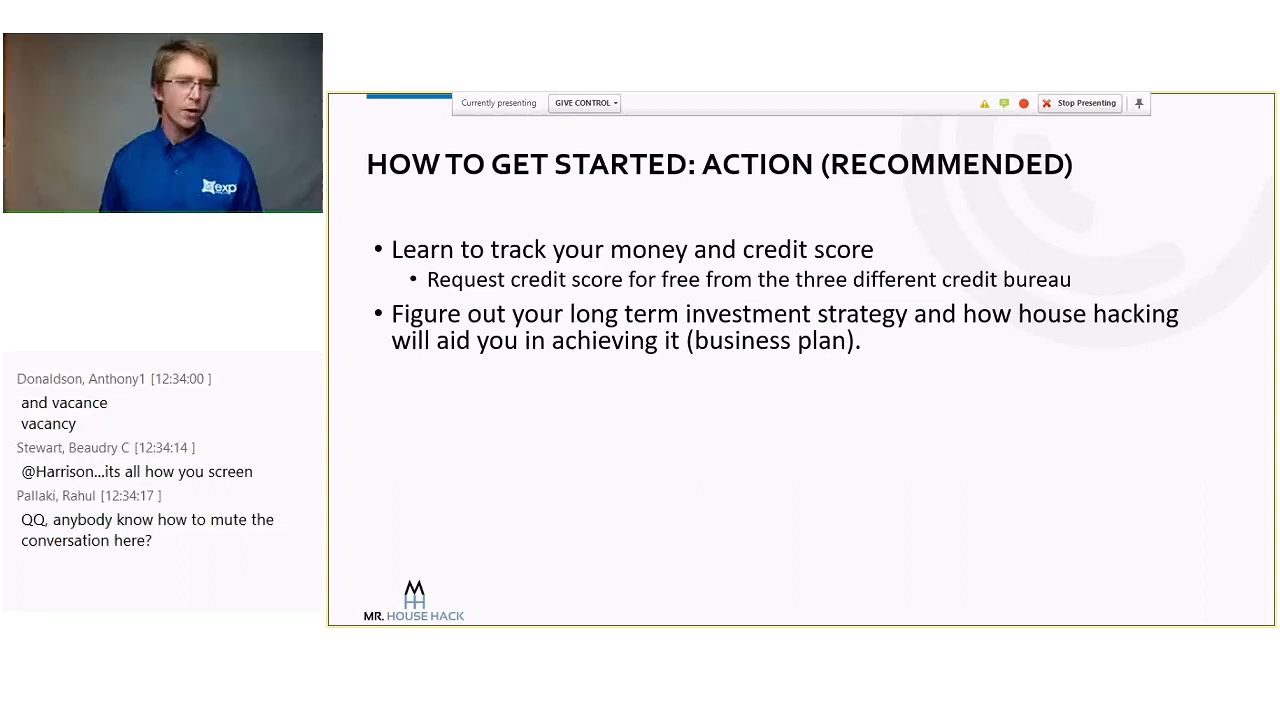 exp
Currently presenting
GIVE CONTROL
Stop Presenting
HOW TO GET STARTED: ACTION (RECOMMENDED)
• Learn to track your money and credit score
• Request credit score for free from the three different credit bureau
• Figure out your long term investment strategy and how house hacking
will aid you in achieving it (business plan).
MR. HOUSE HACK
Donaldson, Anthony1 [12:34:00 ]
and vacance
vacancy
Stewart, Beaudry C [12:34:14 ]
@Harrison...its all how you screen
Pallaki, Rahul [12:34:17 ]
QQ, anybody know how to mute the
conversation here?